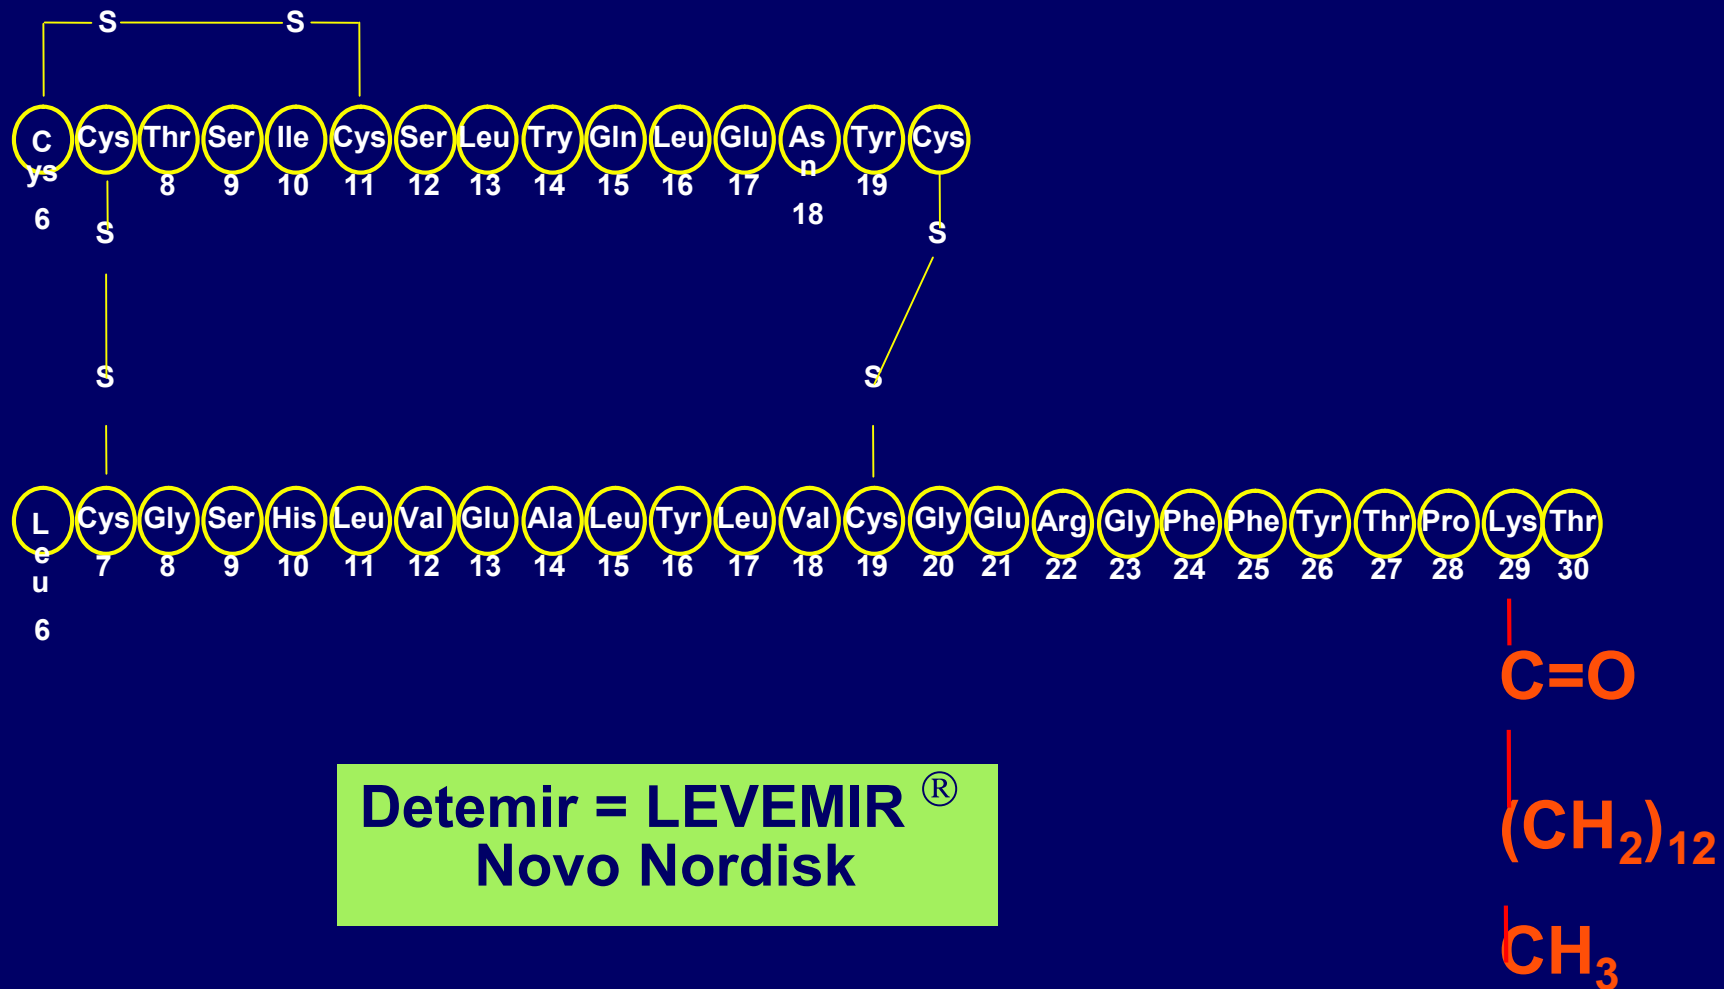 S S
Cys Cys Thr Ser Ile Cys Ser Leu Try Gln Leu Glu Asn Tyr Cys
6 8 9 10 11 12 13 14 15 16 17 18 19
S S
S S
Leu Cys Gly Ser His Leu Val Glu Ala Leu Tyr Leu Val Cys Gly Glu Arg Gly Phe Phe Tyr Thr Pro Lys Thr
6 7 8 9 10 11 12 13 14 15 16 17 18 19 20 21 22 23 24 25 26 27 28 29 30
C=O
(CH2)12
CH3
Detemir = LEVEMIR ®
Novo Nordisk